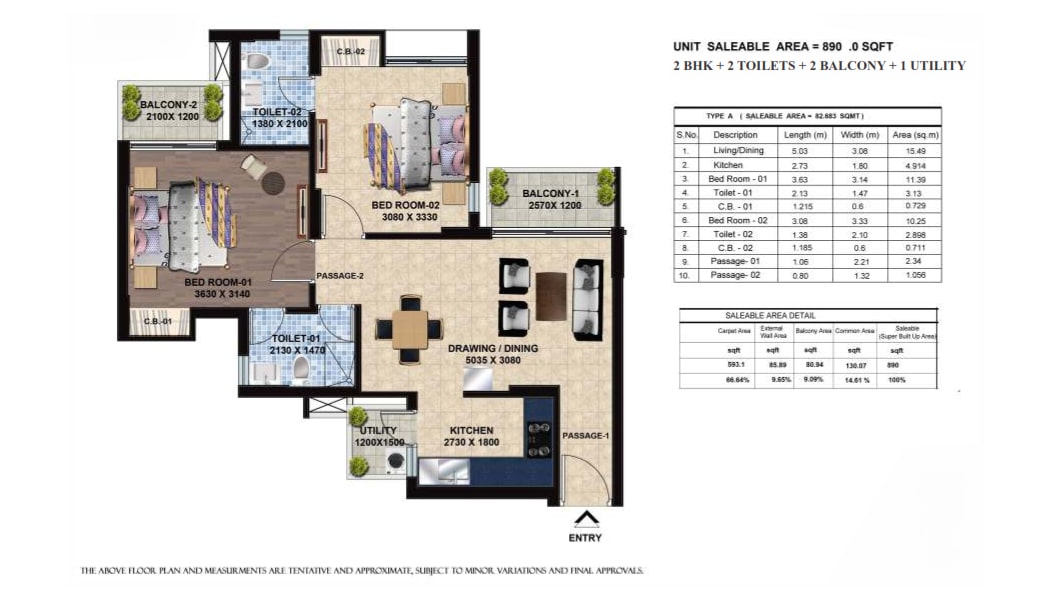 UNIT SALEABLE AREA = 890 .0 SQFT
2 BHK + 2 TOILETS + 2 BALCONY + 1 UTILITY
C.B.-02
BALCONY-2
2100X 1200
TOILET-02
1380 X 2100
BED ROOM-02
3080 X 3330
BALCONY-1
2570X 1200
BED ROOM-01
3630 X 3140
PASSAGE-2
C.B.-01
TOILET-01
2130 X 1470
DRAWING / DINING
5035 X 3080
UTILITY
1200X1500
KITCHEN
2730 X 1800
PASSAGE-1
ENTRY
TYPE A ( SALEABLE AREA = 82.683 SQMT )
S.No. Description Length (m) Width (m) Area (sq.m)
1. Living/Dining 5.03 3.08 15.49
2. Kitchen 2.73 1.80 4.914
3. Bed Room - 01 3.63 3.14 11.39
4. Toilet - 01 2.13 1.47 3.13
5. C.B. - 01 1.215 0.6 0.729
6. Bed Room - 02 3.08 3.33 10.25
7. Toilet - 02 1.38 2.10 2.898
8. C.B. - 02 1.185 0.6 0.711
9. Passage- 01 1.06 2.21 2.34
10. Passage- 02 0.80 1.32 1.056
SALEABLE AREA DETAIL
Carpet Area External Wall Area Balcony Area Common Area Saleable (Super Built Up Area)
sqft sqft sqft sqft sqft
593.1 85.89 80.94 130.07 890
66.64% 9.65% 9.09% 14.61 % 100%
THE ABOVE FLOOR PLAN AND MEASURMENTS ARE TENTATIVE AND APPROXIMATE, SUBJECT TO MINOR VARIATIONS AND FINAL APPROVALS.